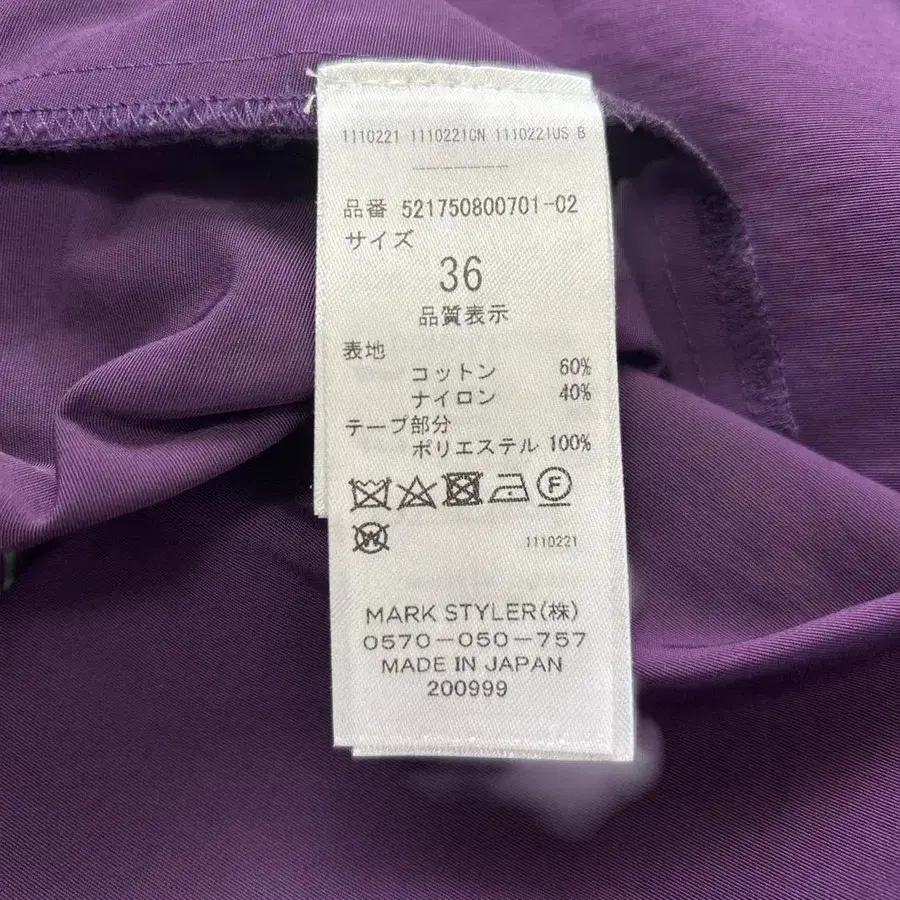 1110221 1110221CN 1110221US B
品番 521750800701-02
サイズ
36
品質表示
表地
コットン 60%
ナイロン 40%
テープ部分
ポリエステル 100%
F
W
1110221
MARK STYLER(株)
0570-050-757
MADE IN JAPAN
200999